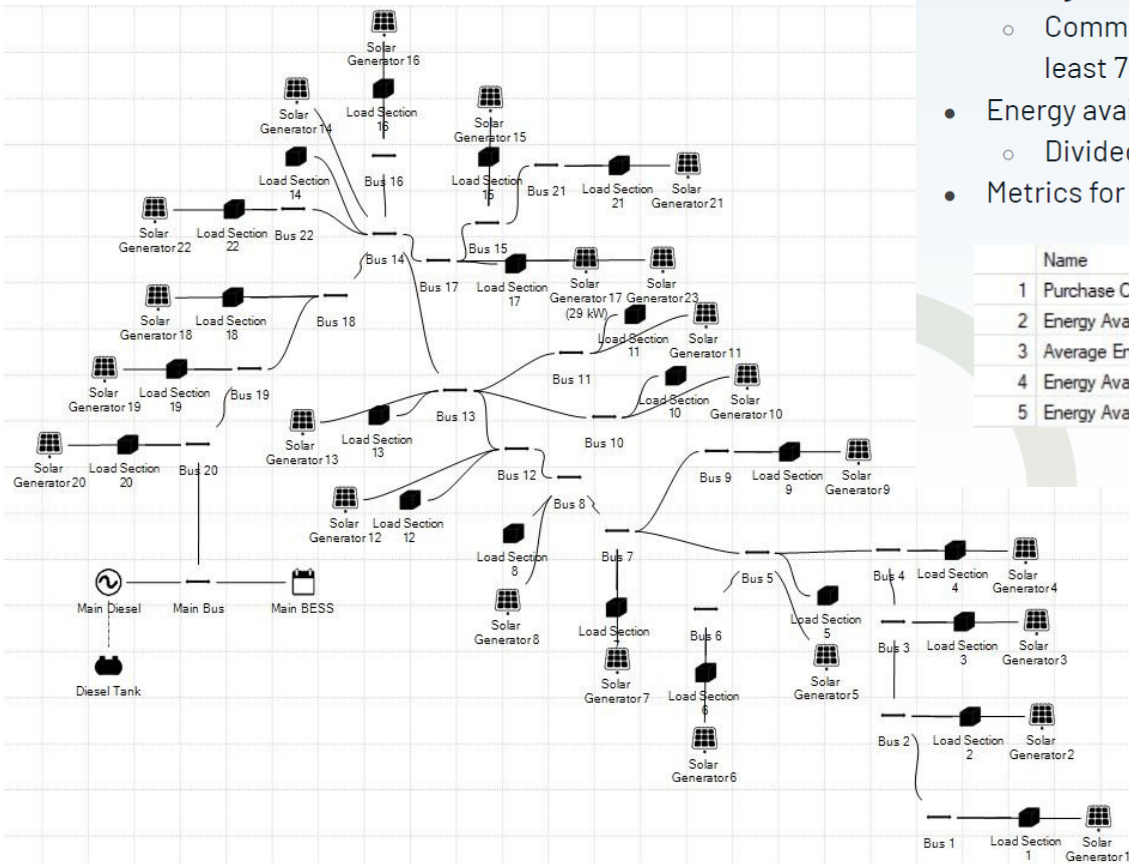 Solar
Generator 16
Solar
Generator 14
Load Section
16
Solar
Generator 15
Load Section
14
Bus 16
Load Section
15
Bus 21
Load Section
21
Solar
Generator 21
Solar
Generator 22
Load Section
22
Bus 22
Bus 14
Bus 15
Bus 17
Load Section
17
Solar
Generator 17
(29 kW)
Solar
Generator 23
Solar
Generator 18
Load Section
18
Bus 18
Load Section
11
Solar
Generator 11
Bus 11
Solar
Generator 19
Load Section
19
Bus 19
Load Section
10
Solar
Generator 10
Bus 13
Bus 10
Solar
Generator 13
Load Section
13
Solar
Generator 20
Load Section
20
Bus 20
Bus 12
Bus 9
Load Section
9
Solar
Generator 9
Bus 8
Solar
Generator 12
Load Section
12
Load Section
8
Bus 7
Bus 5
Bus 4
Load Section
4
Solar
Generator 4
Main Diesel
Main Bus
Main BESS
Solar
Generator 8
Load Section
7
Bus 6
Load Section
5
Bus 3
Load Section
3
Solar
Generator 3
Diesel Tank
Solar
Generator 7
Load Section
6
Solar
Generator 5
Solar
Generator 6
Bus 2
Load Section
2
Solar
Generator 2
Bus 1
Load Section
1
Solar
Generator 1
○ Comm
least 7
● Energy avai
○ Divided
● Metrics for
Name
1 Purchase C
2 Energy Ava
3 Average En
4 Energy Ava
5 Energy Ava